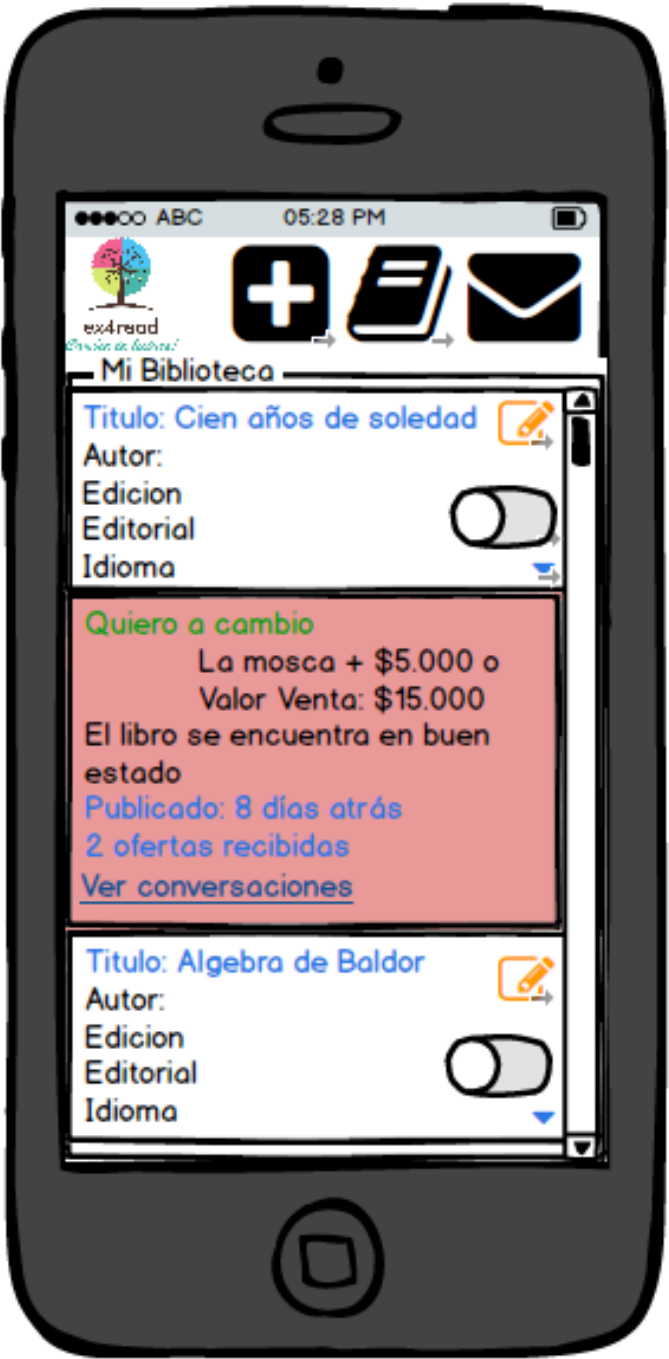 ABC 05:28 PM
ex4read
Mi Biblioteca
Titulo: Cien años de soledad
Autor:
Edicion
Editorial
Idioma
Quiero a cambio
La mosca + $5.000 o
Valor Venta: $15.000
El libro se encuentra en buen
estado
Publicado: 8 días atrás
2 ofertas recibidas
Ver conversaciones
Titulo: Algebra de Baldor
Autor:
Edicion
Editorial
Idioma